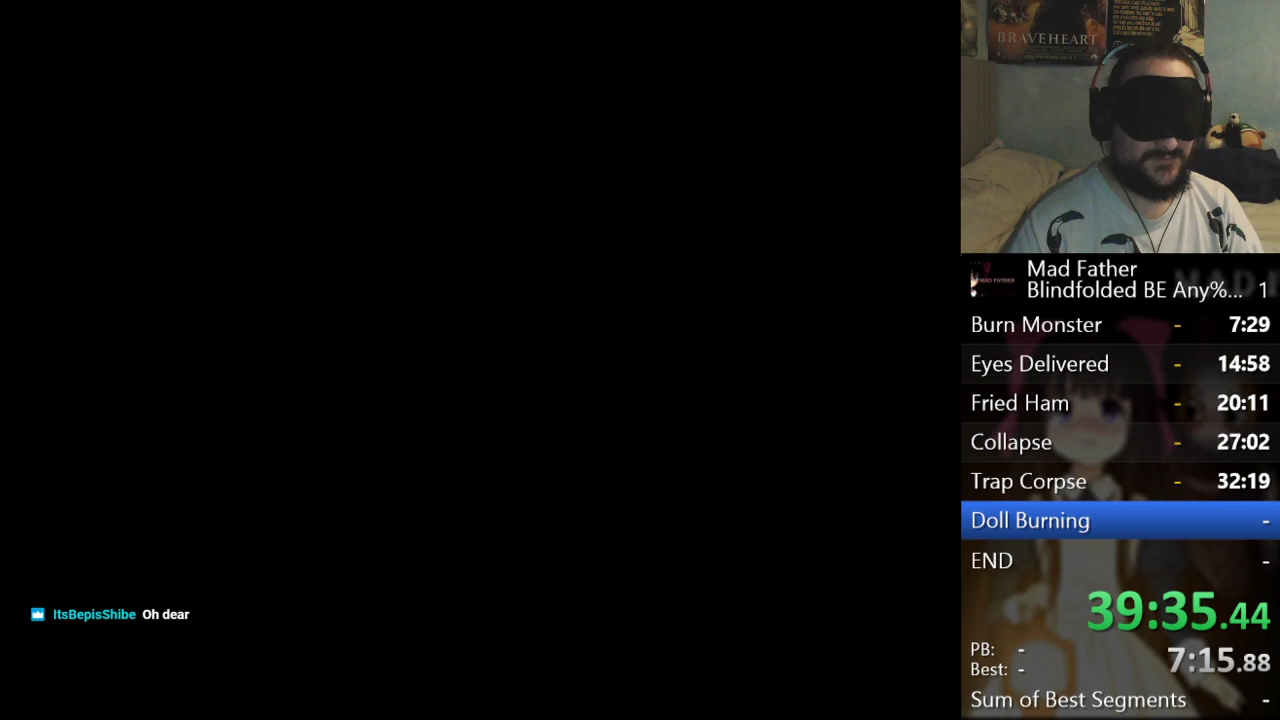 BRAVEHEART
MAD FATHER
Mad Father
Blindfolded BE Any%... 1
Burn Monster - 7:29
Eyes Delivered - 14:58
Fried Ham - 20:11
Collapse - 27:02
Trap Corpse - 32:19
Doll Burning -
END -
ItsBepisShibe Oh dear
39:35.44
PB: -
7:15.88
Best: -
Sum of Best Segments -